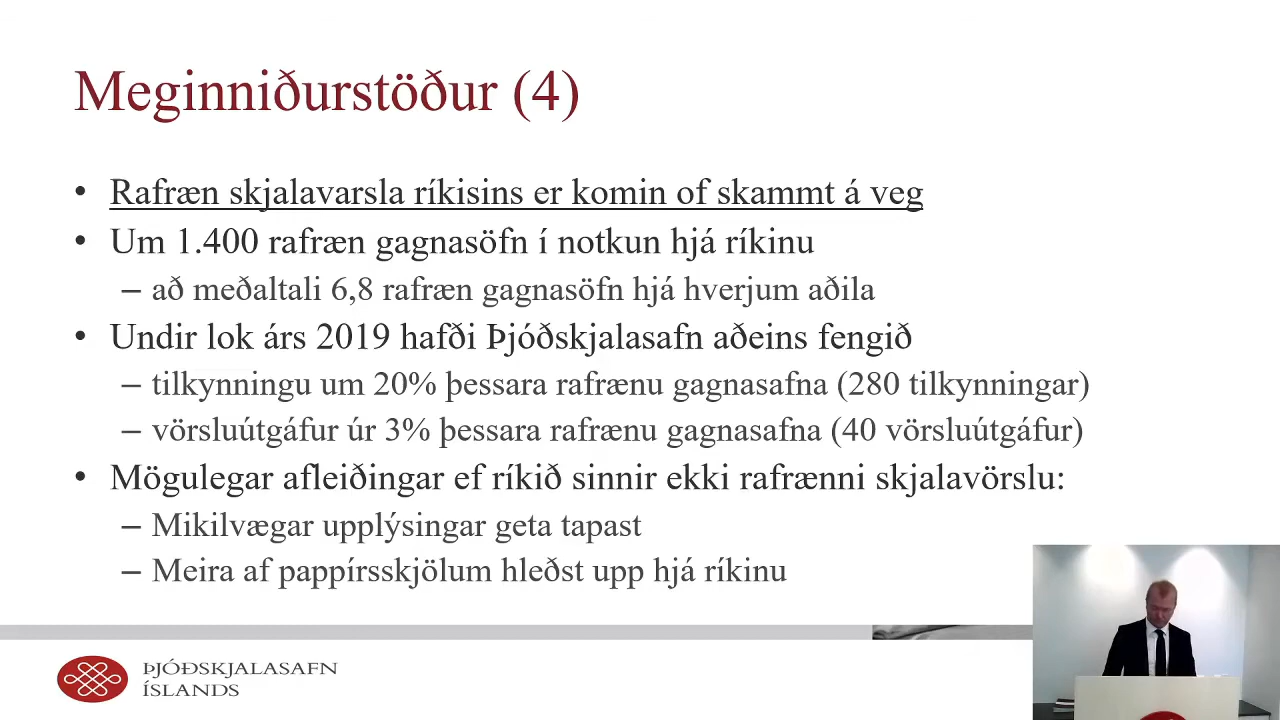 Meginniðurstöður (4)
• Rafræn skjalavarsla ríkisins er komin of skammt á veg
• Um 1.400 rafræn gagnasöfn í notkun hjá ríkinu
– að meðaltali 6,8 rafræn gagnasöfn hjá hverjum aðila
• Undir lok árs 2019 hafði Þjóðskjalasafn aðeins fengið
– tilkynningu um 20% þessara rafrænu gagnasafna (280 tilkynningar)
– vörsluútgáfur úr 3% þessara rafrænu gagnasafna (40 vörsluútgáfur)
• Mögulegar afleiðingar ef ríkið sinnir ekki rafrænni skjalavörslu:
– Mikilvægar upplýsingar geta tapast
– Meira af pappírsskjölum hleðst upp hjá ríkinu
ÞJÓÐSKJALASAFN
ÍSLANDS